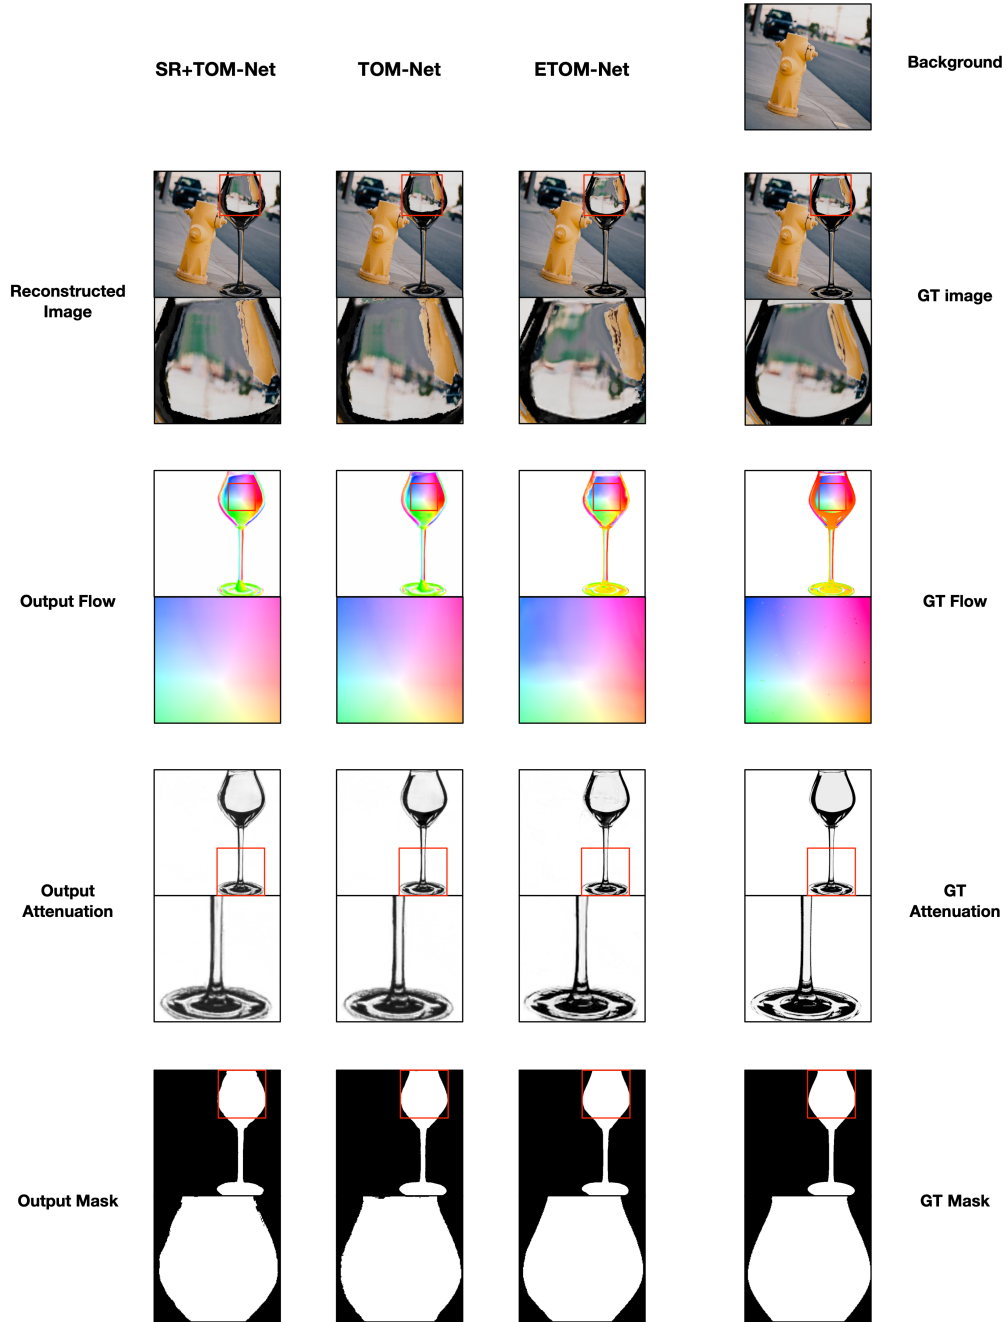 Background
SR+TOM-Net
TOM-Net
ETOM-Net
Reconstructed
Image
GT image
Output Flow
GT Flow
Output
Attenuation
GT
Attenuation
Output Mask
GT Mask